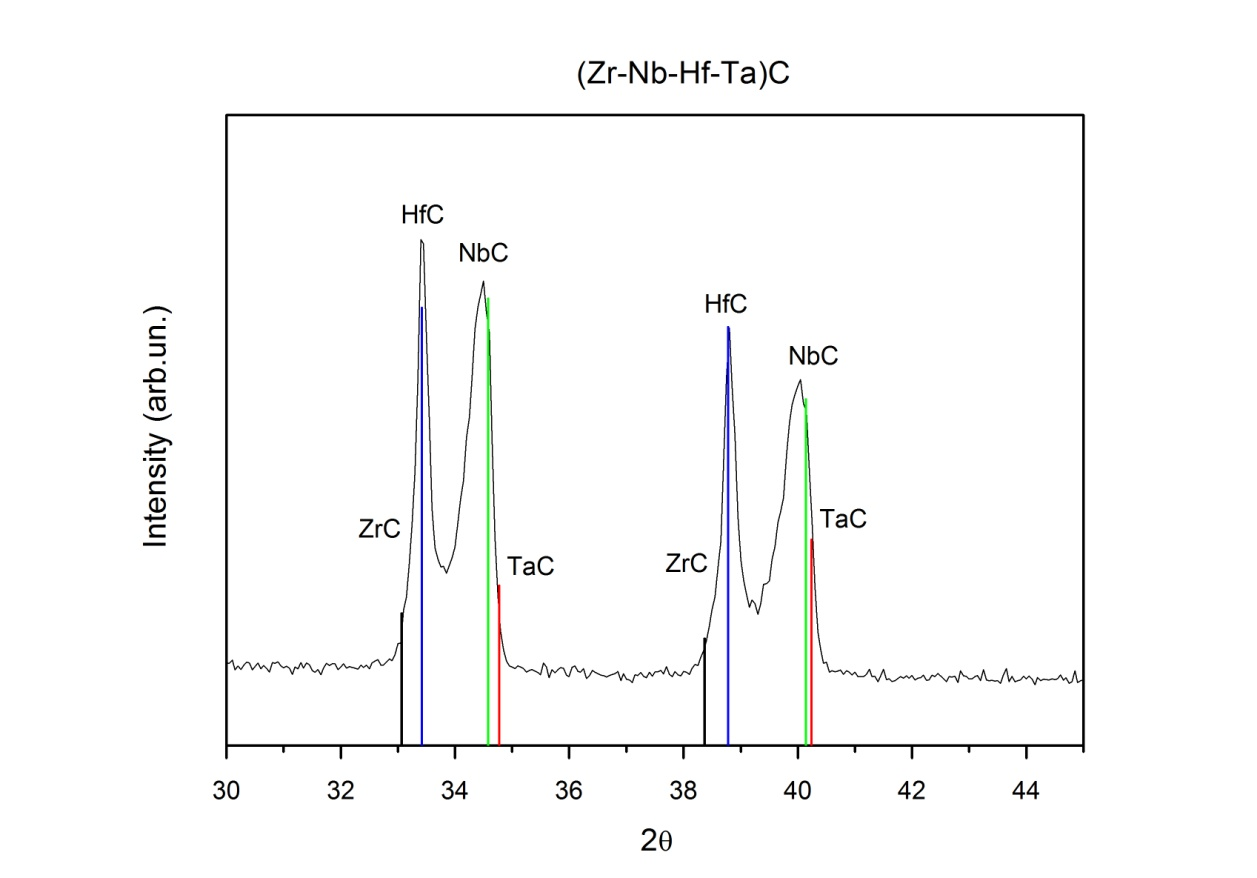 (Zr-Nb-Hf-Ta)C
HfC
NbC
HfC
NbC
ZrC
TaC
ZrC
TaC
Intensity (arb.un.)
30 32 34 36 38 40 42 44
2θ